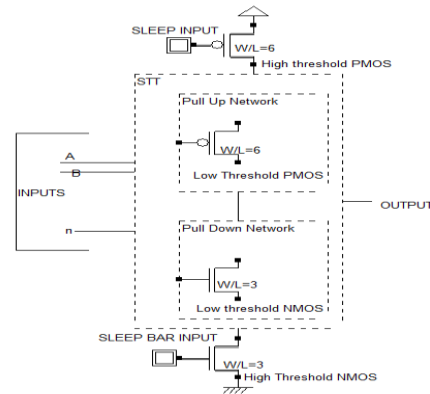 SLEEP INPUT
W/L=6
High threshold PMOS
STT
Pull Up Network
W/L=6
Low Threshold PMOS
A
B
INPUTS
n
OUTPUT
Pull Down Network
W/L=3
Low threshold NMOS
SLEEP BAR INPUT
W/L=3
High Threshold NMOS